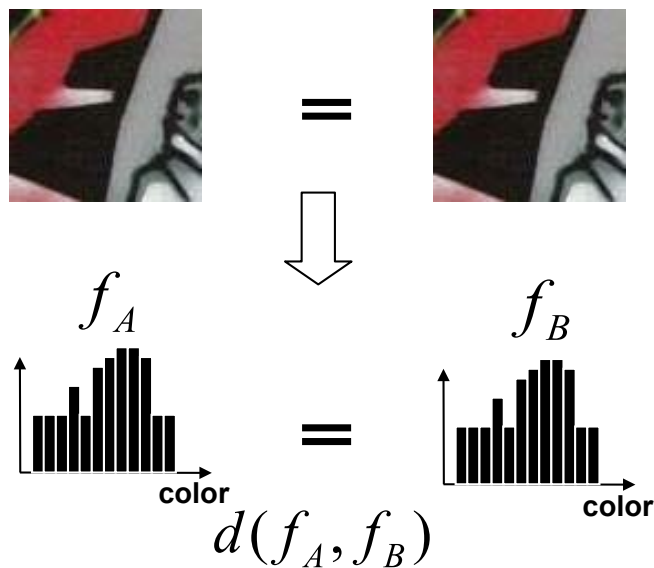 =
f_A f_B
=
color color
d(f_A, f_B)